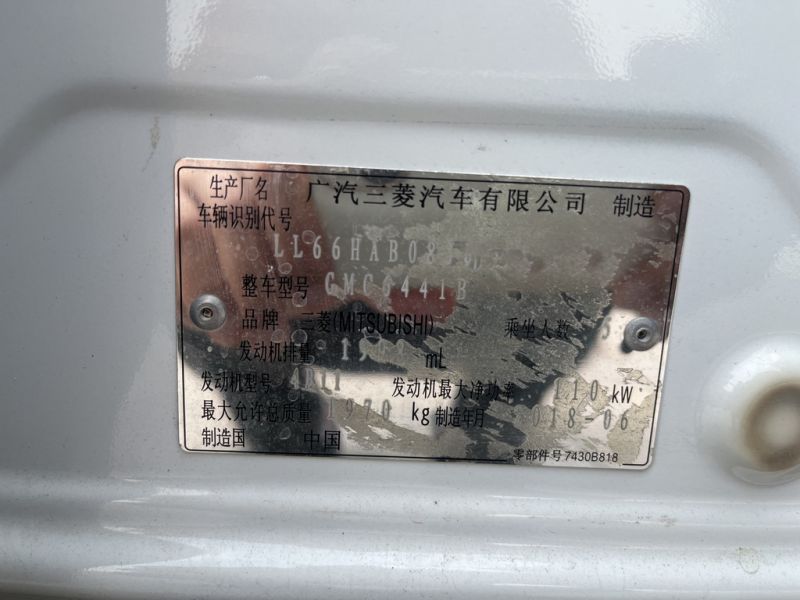 生产厂名 广汽三菱汽车有限公司 制造
车辆识别代号
LL66HAB08
整车型号 GMC6441B
品牌 三菱(MITSUBISHI) 乘坐人数 5
发动机排量 mL
发动机型号 发动机最大净功率 110 kW
最大允许总质量 1970 kg 制造年月 018-06
制造国 中国
零部件号 7430B818